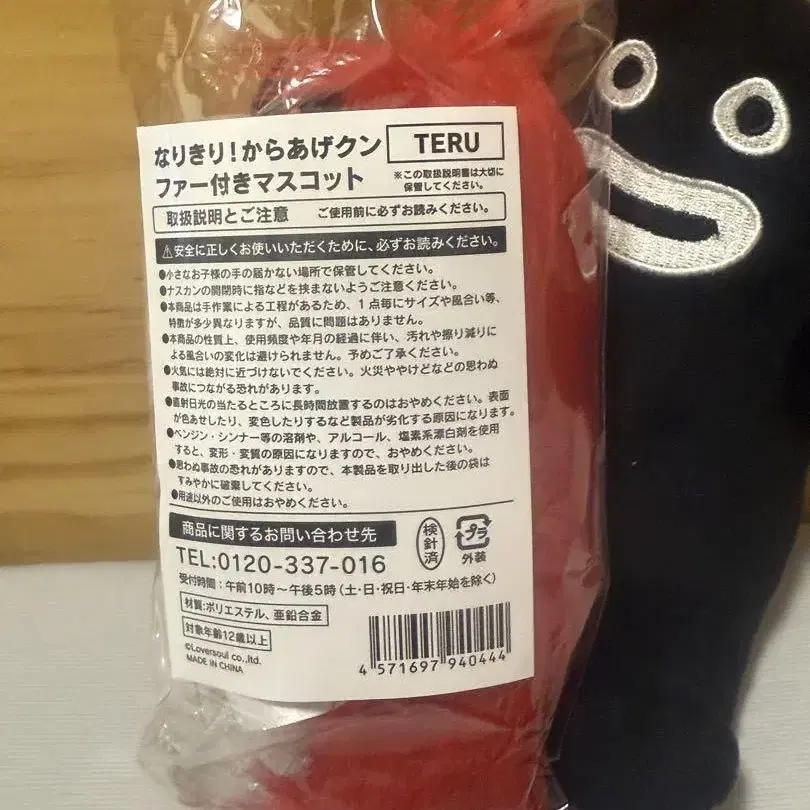 なりきり！からあげクン
ファー付きマスコット
TERU
※この取扱説明書は大切に
保管してください。
取扱説明とご注意 ご使用前に必ずお読みください。
⚠安全に正しくお使いいただくために、必ずお読みください。
●小さなお子様の手の届かない場所で保管してください。
●ナスカンの開閉時に指などを挟まないようご注意ください。
●本商品は手作業による工程があるため、1点毎にサイズや風合い等、
特徴が多少異なりますが、品質に問題はありません。
●本商品の性質上、使用頻度や年月の経過に伴い、汚れや擦り減りに
よる風合いの変化は避けられません。予めご了承ください。
●火気には絶対に近づけないでください。火災ややけどなどの思わぬ
事故につながる恐れがあります。
●直射日光の当たるところに長時間放置するのはおやめください。表面
が色あせしたり、変色したりするなど製品が劣化する原因になります。
●ベンジン・シンナー等の溶剤や、アルコール、塩素系漂白剤を使用
すると、変形・変質の原因になりますので、おやめください。
●思わぬ事故の恐れがありますので、本製品を取り出した後の袋は
すみやかに破棄してください。
●用途以外のご使用はおやめください。
商品に関するお問い合わせ先
TEL:0120-337-016
受付時間：午前10時〜午後5時（土・日・祝日・年末年始を除く）
検針済
プラ
外装
材質：ポリエステル、亜鉛合金
対象年齢12歳以上
©Loversoul co.,ltd.
MADE IN CHINA
4 571697 940444